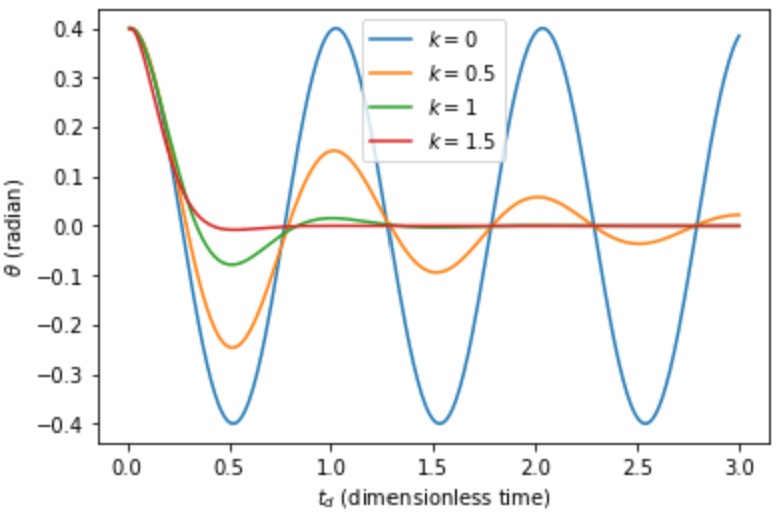 0.4
0.3
0.2
0.1
0.0
−0.1
−0.2
−0.3
−0.4
θ (radian)
k = 0
k = 0.5
k = 1
k = 1.5
0.0 0.5 1.0 1.5 2.0 2.5 3.0
t_d (dimensionless time)